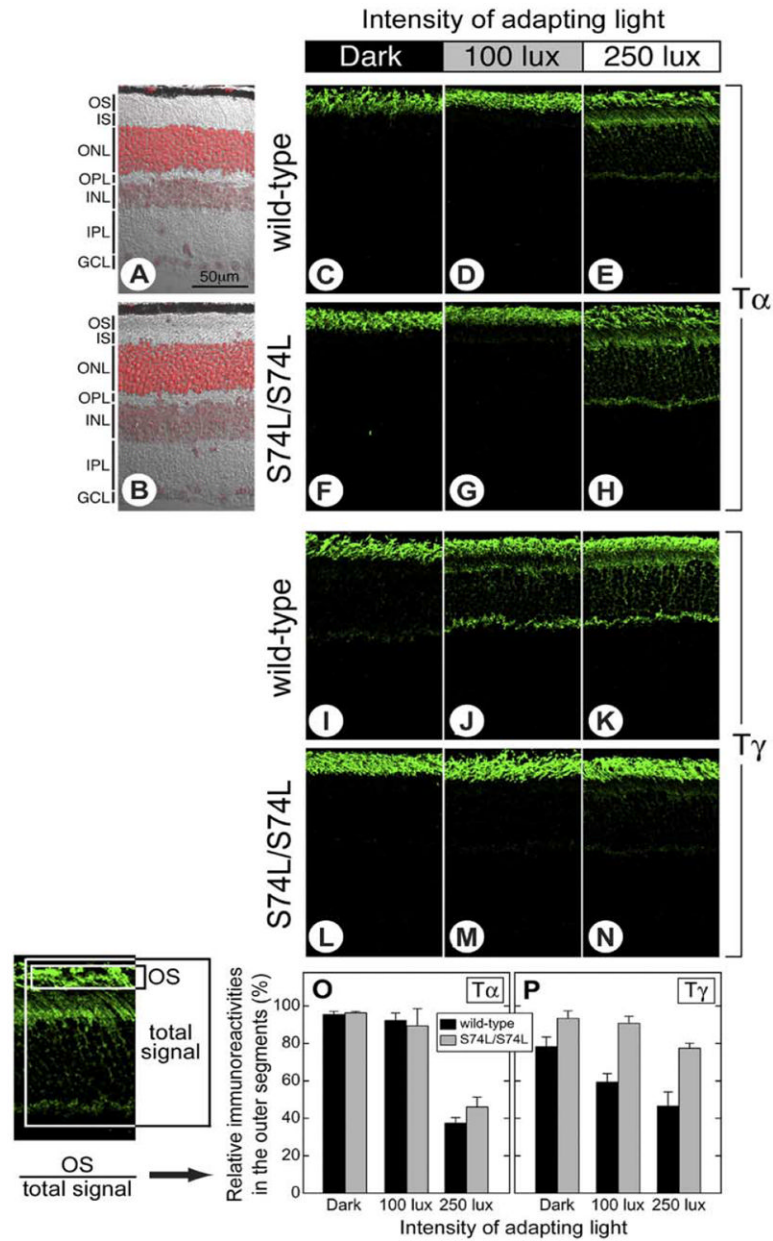 Intensity of adapting light
Dark 100 lux 250 lux
OS
IS
ONL
OPL
INL
IPL
GCL
A
50μm
wild-type
C
D
E
OS
IS
ONL
OPL
INL
IPL
GCL
B
S74L/S74L
F
G
H
Tα
wild-type
I
J
K
S74L/S74L
L
M
N
Tγ
OS
total
signal
OS
total signal
Relative immunoreactivities
in the outer segments (%)
O Tα
P Tγ
wild-type
S74L/S74L
100
80
60
40
20
0
Dark 100 lux 250 lux
Dark 100 lux 250 lux
Intensity of adapting light